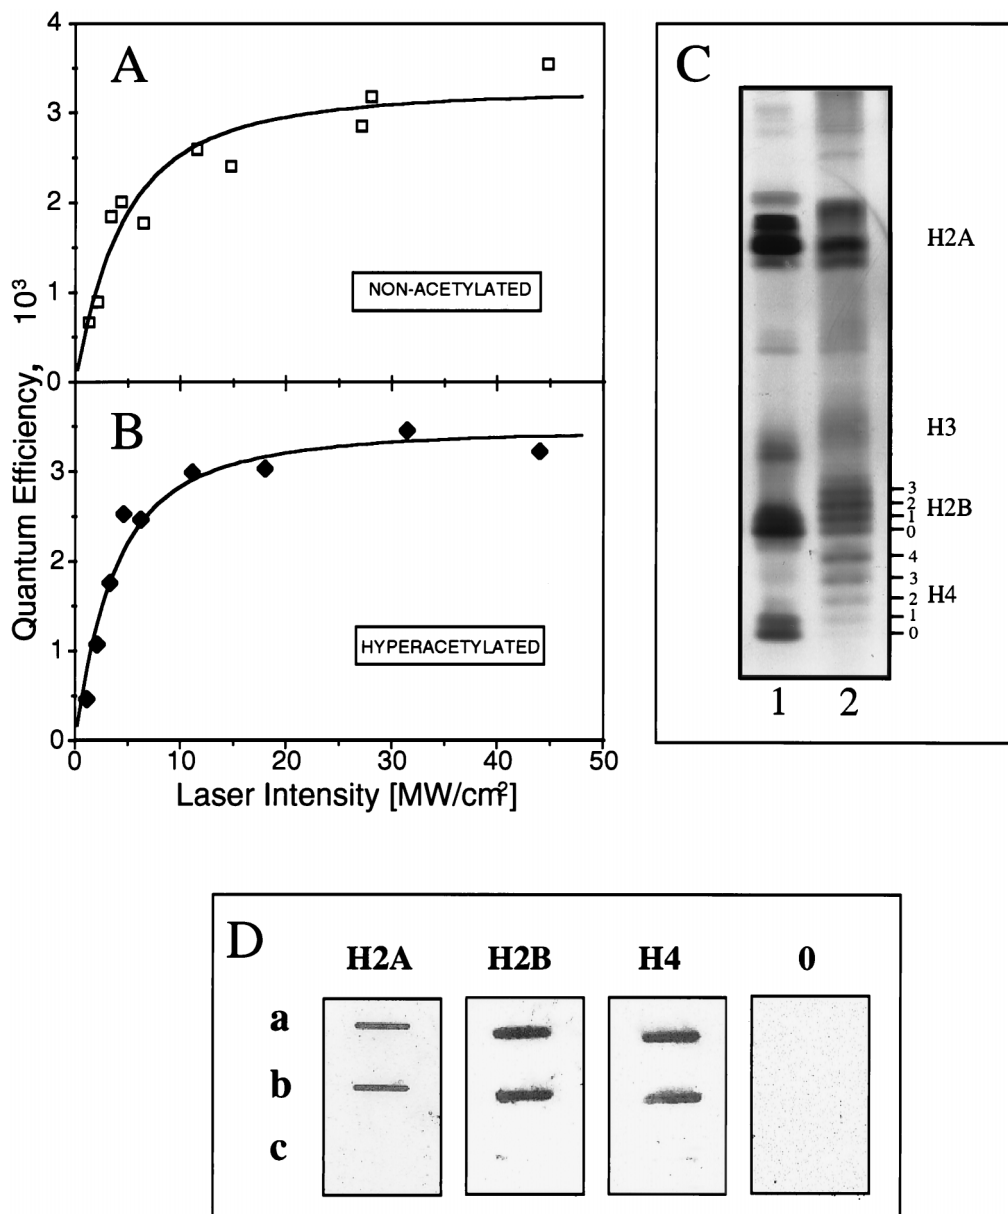 A
4
3
2
1
0
NON-ACETYLATED
Quantum Efficiency, 10³
B
3
2
1
0
HYPERACETYLATED
0 10 20 30 40 50
Laser Intensity [MW/cm²]
C
H2A
H3
3
2
1
0
H2B
4
3
2
1
0
H4
1 2
D
H2A H2B H4 0
a
b
c